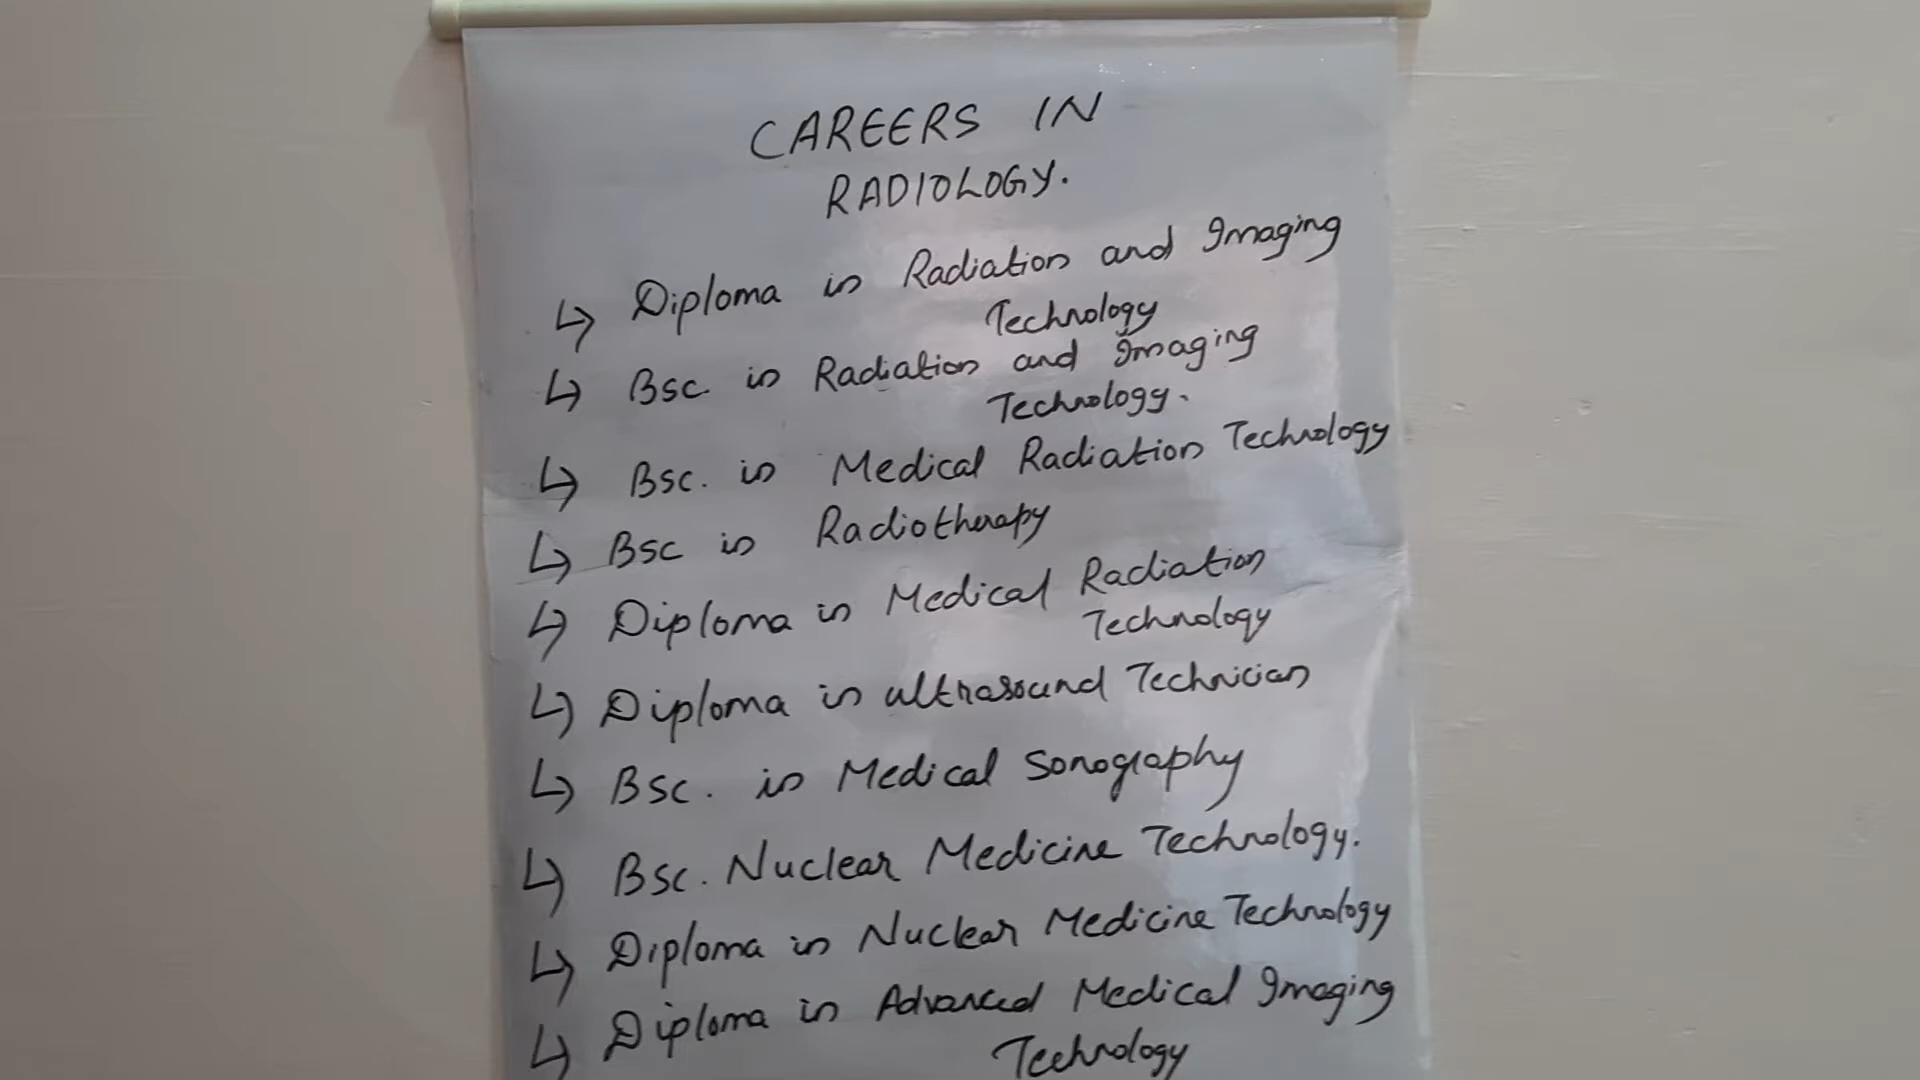 CAREERS IN
RADIOLOGY.
↳ Diploma in Radiation and Imaging
Technology
↳ Bsc. in Radiation and Imaging
Technology.
↳ Bsc. in Medical Radiation Technology
↳ Bsc in Radiotherapy
↳ Diploma in Medical Radiation
Technology
↳ Diploma in ultrasound Technician
↳ Bsc. in Medical Sonography
↳ Bsc. Nuclear Medicine Technology.
↳ Diploma in Nuclear Medicine Technology
↳ Diploma in Advanced Medical Imaging
Technology